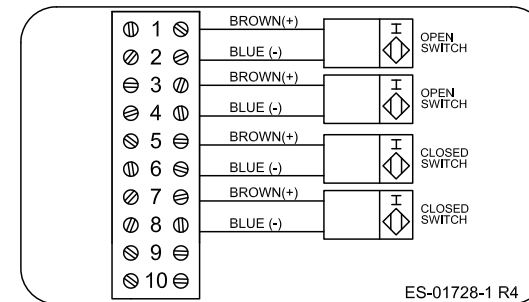 1 BROWN(+)
OPEN
SWITCH
2 BLUE (-)
3 BROWN(+)
OPEN
SWITCH
4 BLUE (-)
5 BROWN(+)
CLOSED
SWITCH
6 BLUE (-)
7 BROWN(+)
CLOSED
SWITCH
8 BLUE (-)
9
10
ES-01728-1 R4